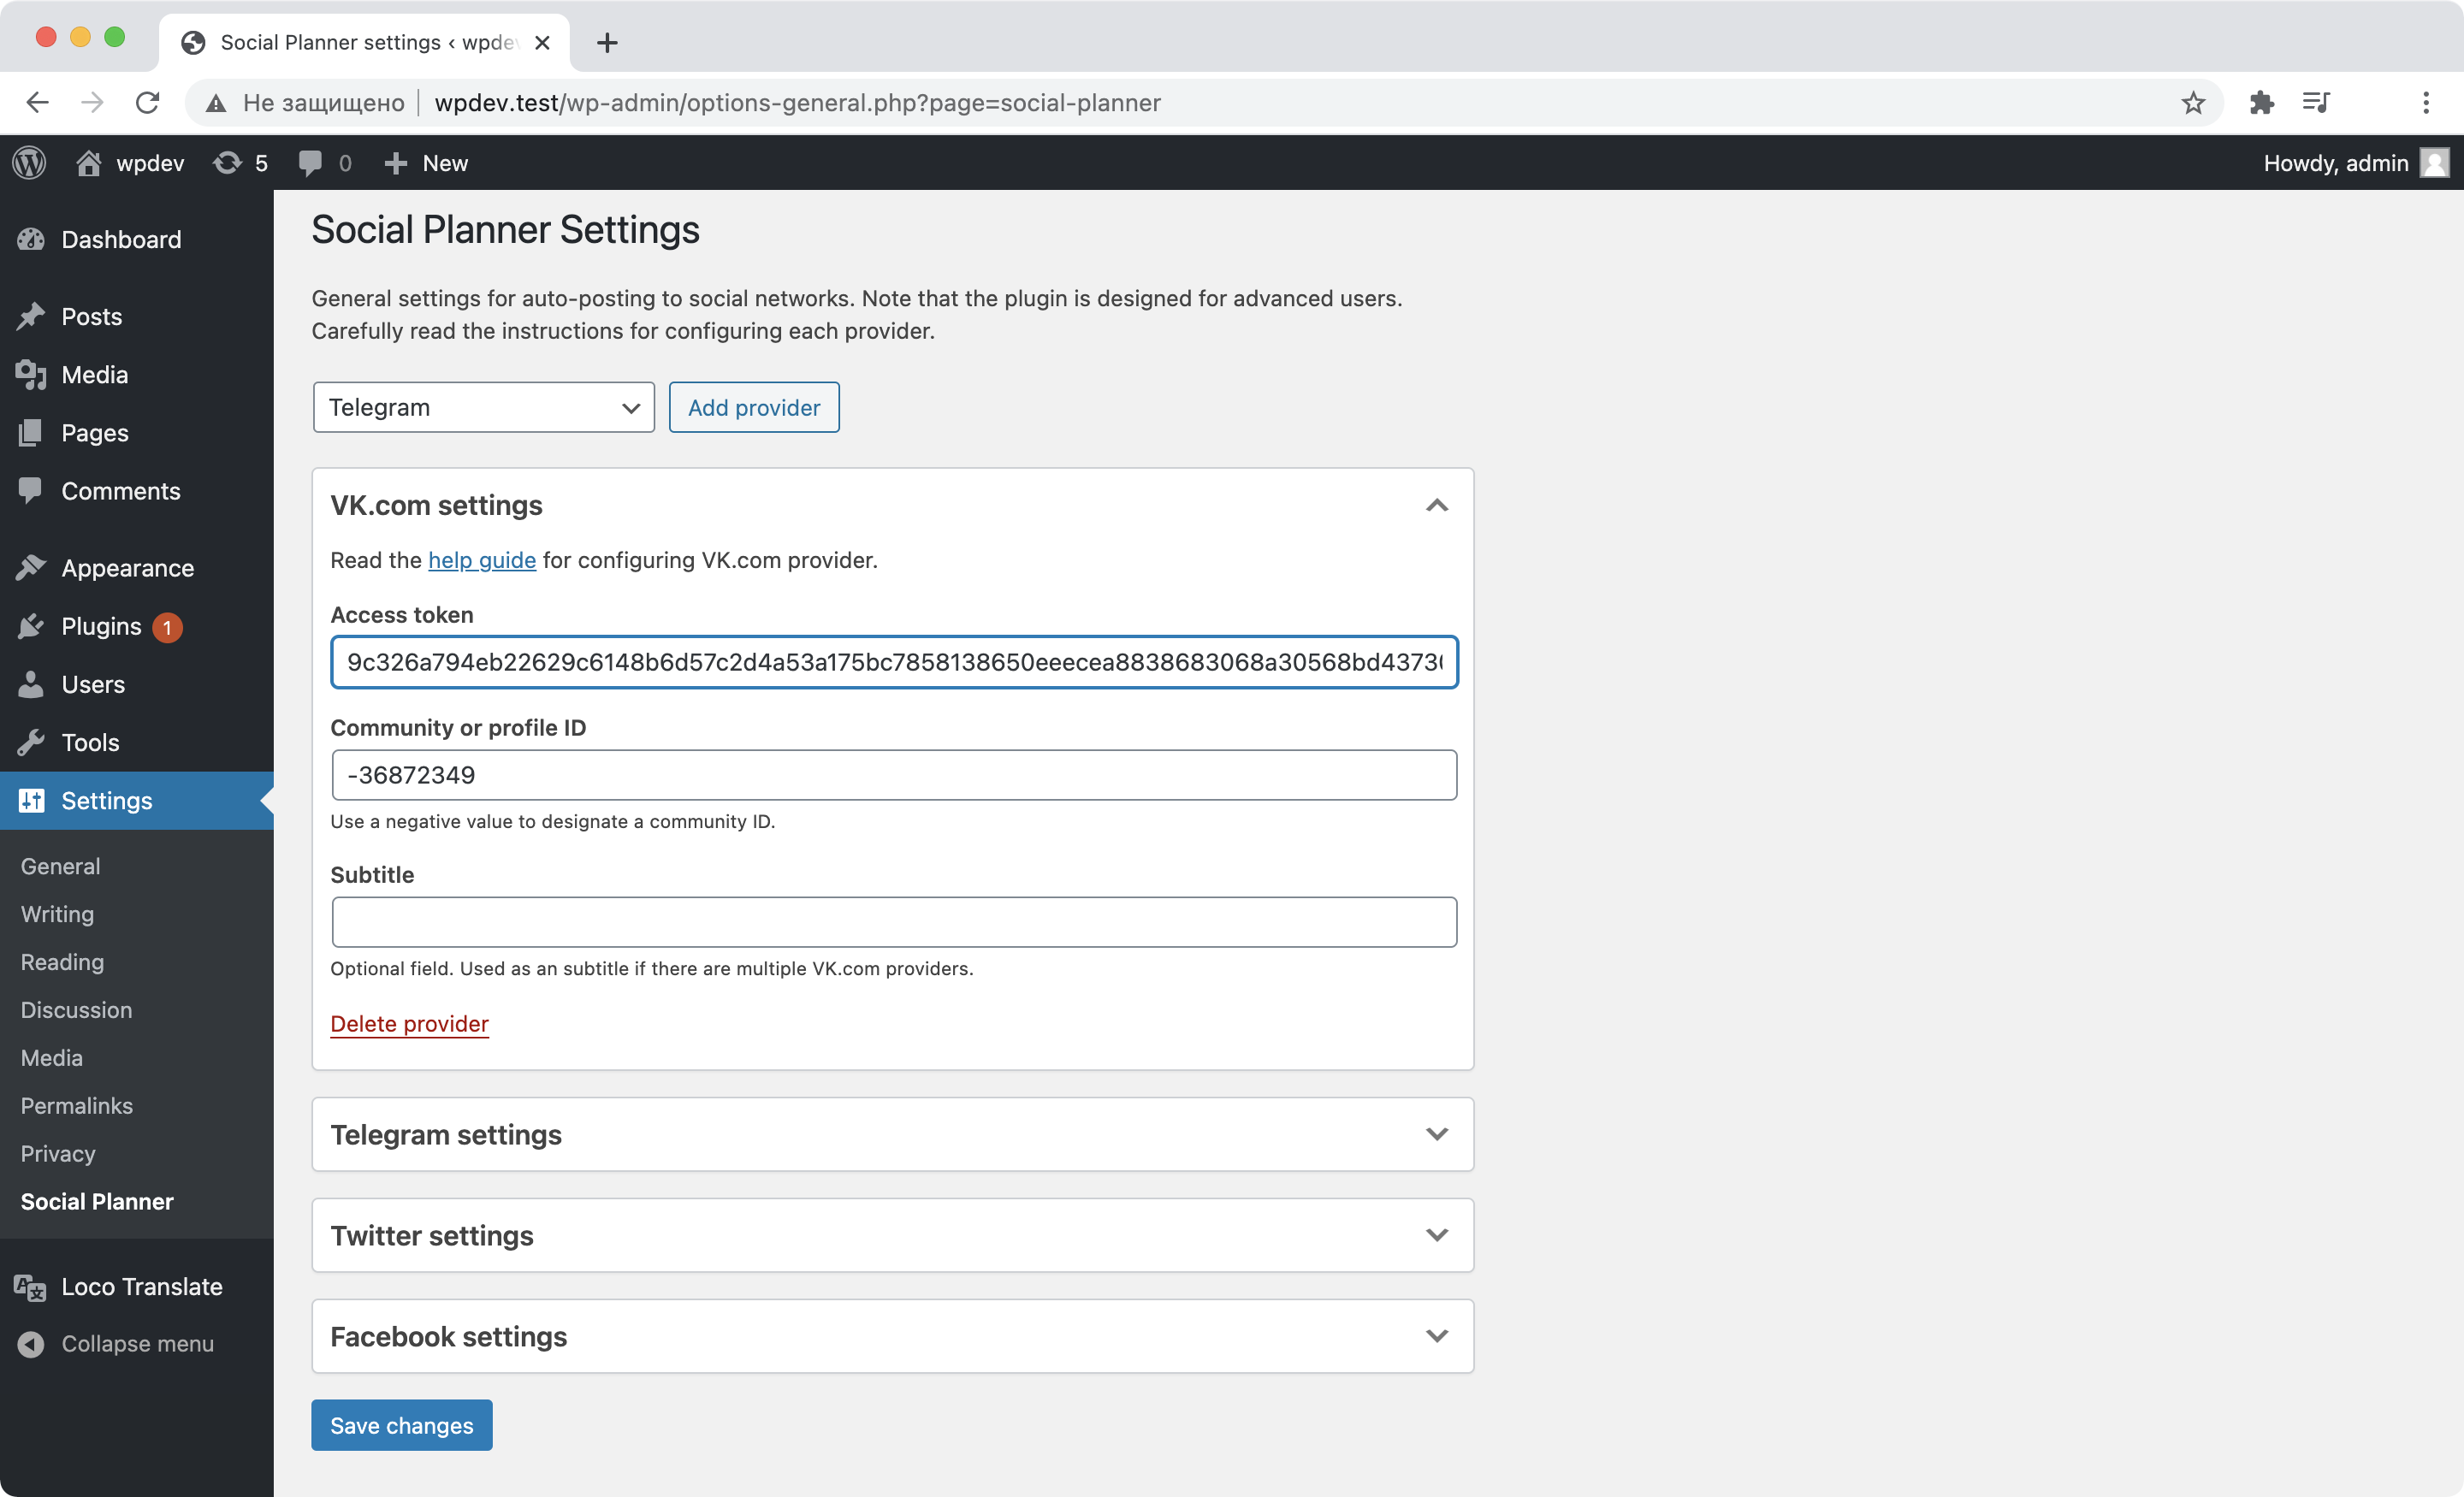 Social Planner settings ‹ wpdev
Не защищено wpdev.test/wp-admin/options-general.php?page=social-planner
wpdev 5 0 New Howdy, admin
Dashboard
Posts
Media
Pages
Comments
Appearance
Plugins 1
Users
Tools
Settings
General
Writing
Reading
Discussion
Media
Permalinks
Privacy
Social Planner
Loco Translate
Collapse menu
Social Planner Settings
General settings for auto-posting to social networks. Note that the plugin is designed for advanced users.
Carefully read the instructions for configuring each provider.
Telegram Add provider
VK.com settings
Read the help guide for configuring VK.com provider.
Access token
9c326a794eb22629c6148b6d57c2d4a53a175bc7858138650eeecea8838683068a30568bd4373
Community or profile ID
-36872349
Use a negative value to designate a community ID.
Subtitle
Optional field. Used as an subtitle if there are multiple VK.com providers.
Delete provider
Telegram settings
Twitter settings
Facebook settings
Save changes